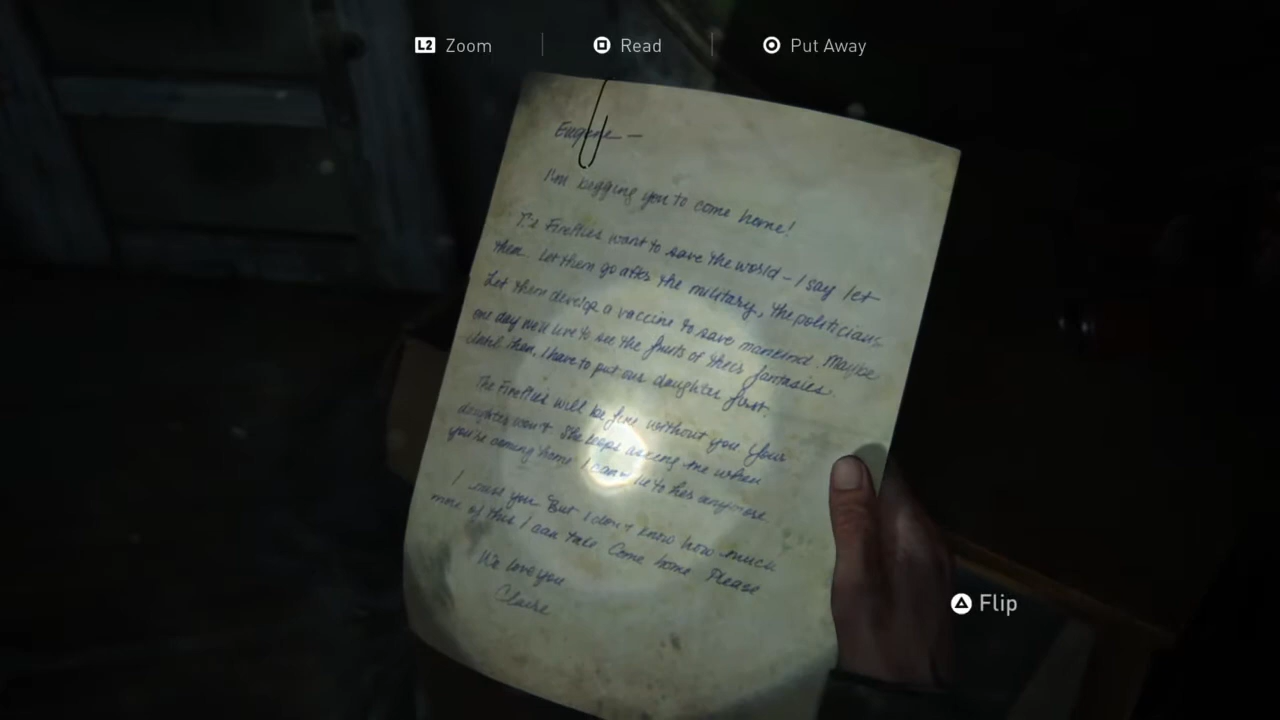 L2 Zoom
Read
Put Away
Eugene —
I'm begging you to come home!
The Fireflies want to save the world – I say let
them. Let them go after the military, the politicians.
Let them develop a vaccine to save mankind. Maybe
one day we'll live to see the fruits of their fantasies.
Until then, I have to put our daughter first.
The Fireflies will be fine without you. Your
daughter won't. She keeps asking me when
you're coming home. I can't lie to her anymore.
I miss you. But I don't know how much
more of this I can take. Come home. Please
We love you
Claire
Flip